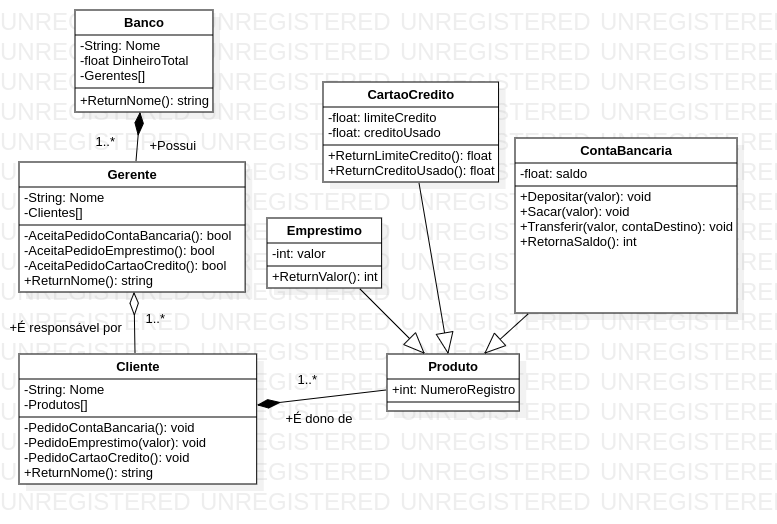 Banco
-String: Nome
-float DinheiroTotal
-Gerentes[]
+ReturnNome(): string
1..*
+Possui
Gerente
-String: Nome
-Clientes[]
-AceitaPedidoContaBancaria(): bool
-AceitaPedidoEmprestimo(): bool
-AceitaPedidoCartaoCredito(): bool
+ReturnNome(): string
+É responsável por
1..*
Cliente
-String: Nome
-Produtos[]
-PedidoContaBancaria(): void
-PedidoEmprestimo(valor): void
-PedidoCartaoCredito(): void
+ReturnNome(): string
1..*
+É dono de
CartaoCredito
-float: limiteCredito
-float: creditoUsado
+ReturnLimiteCredito(): float
+ReturnCreditoUsado(): float
Emprestimo
-int: valor
+ReturnValor(): int
ContaBancaria
-float: saldo
+Depositar(valor): void
+Sacar(valor): void
+Transferir(valor, contaDestino): void
+RetornaSaldo(): int
Produto
+int: NumeroRegistro
UNREGISTERED UNREGISTERED UNREGISTERED UNREGISTERED